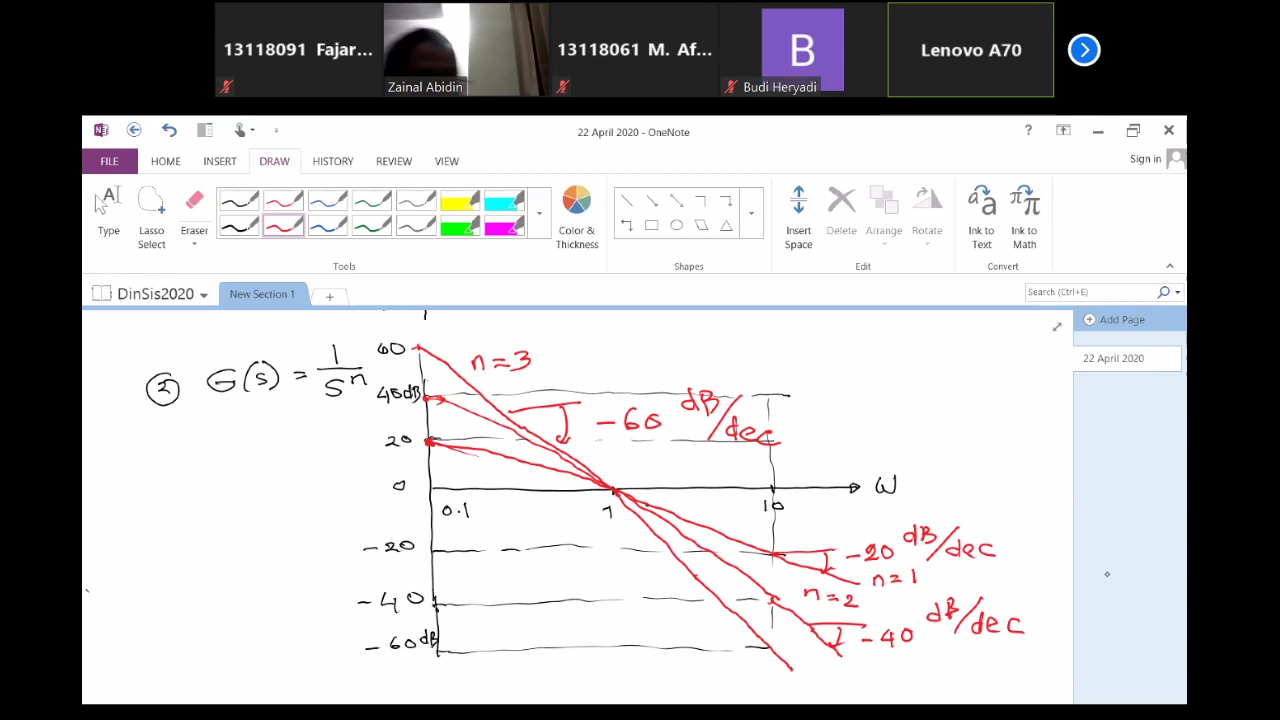 13118091 Fajar...
Zainal Abidin
13118061 M. Af...
B
Budi Heryadi
Lenovo A70
22 April 2020 - OneNote
?
FILE HOME INSERT DRAW HISTORY REVIEW VIEW
Sign in
Type
Lasso Select
Eraser
Color & Thickness
Insert Space
Delete
Arrange
Rotate
Ink to Text
Ink to Math
Tools
Shapes
Edit
Convert
DinSis2020
New Section 1
+
Search (Ctrl+E)
Add Page
22 April 2020
② G(s) = 1/s^n
60
n=3
40dB
-60 dB/dec
20
0
ω
0.1
1
10
-20
-20 dB/dec
n=1
n=2
-40
-40 dB/dec
-60dB